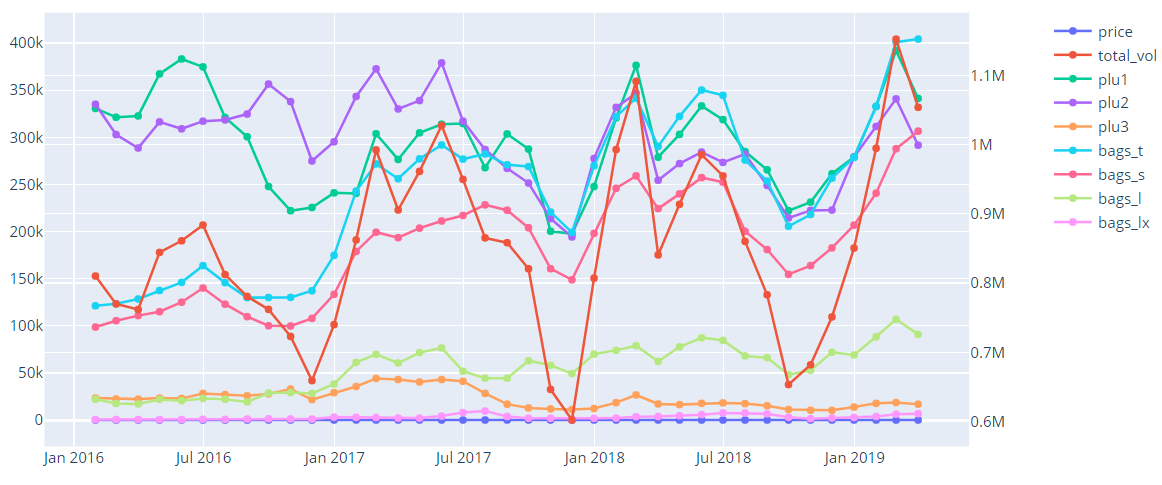 400k
350k
300k
250k
200k
150k
100k
50k
0
1.1M
1M
0.9M
0.8M
0.7M
0.6M
Jan 2016
Jul 2016
Jan 2017
Jul 2017
Jan 2018
Jul 2018
Jan 2019
price
total_vol
plu1
plu2
plu3
bags_t
bags_s
bags_l
bags_lx